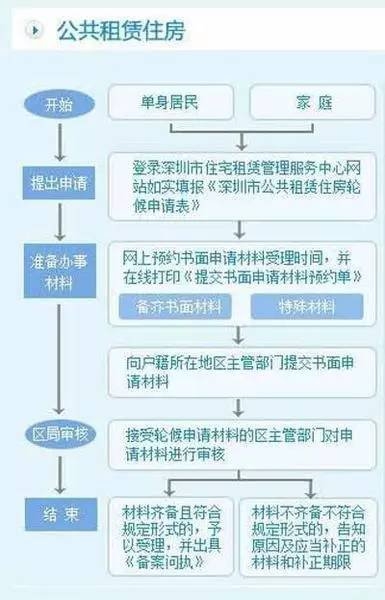 公共租赁住房
开始
单身居民
家 庭
提出申请
登录深圳市住宅租赁管理服务中心网
站如实填报《深圳市公共租赁住房轮
候申请表》
准备办事
材料
网上预约书面申请材料受理时间，并
在线打印《提交书面申请材料预约单》
备齐书面材料
特殊材料
向户籍所在地区主管部门提交书面申
请材料
区局审核
接受轮候申请材料的区主管部门对申
请材料进行审核
结 束
材料齐备且符合
规定形式的，予
以受理，并出具
《备案回执》
材料不齐备不符合
规定形式的，告知
原因及应当补正的
材料和补正期限